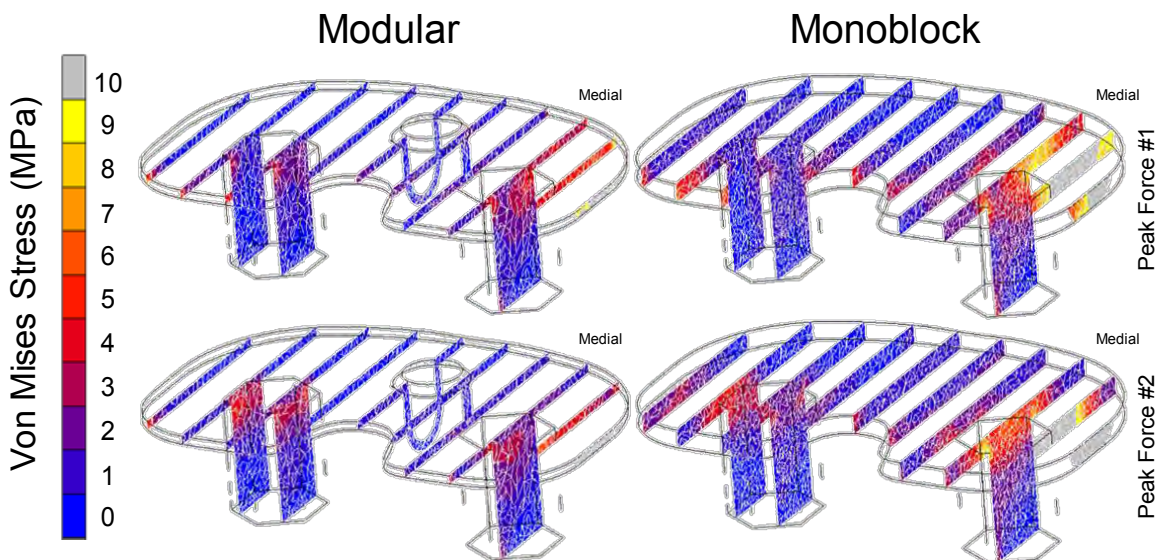 Modular
Monoblock
Von Mises Stress (MPa)
10
9
8
7
6
5
4
3
2
1
0
Medial
Medial
Peak Force #1
Medial
Medial
Peak Force #2